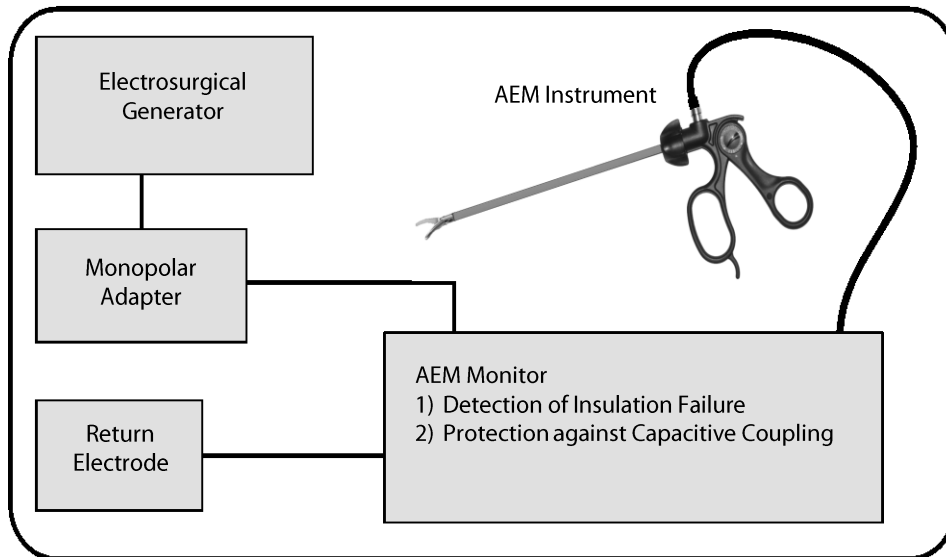 Electrosurgical
Generator
AEM Instrument
Monopolar
Adapter
AEM Monitor
1) Detection of Insulation Failure
2) Protection against Capacitive Coupling
Return
Electrode